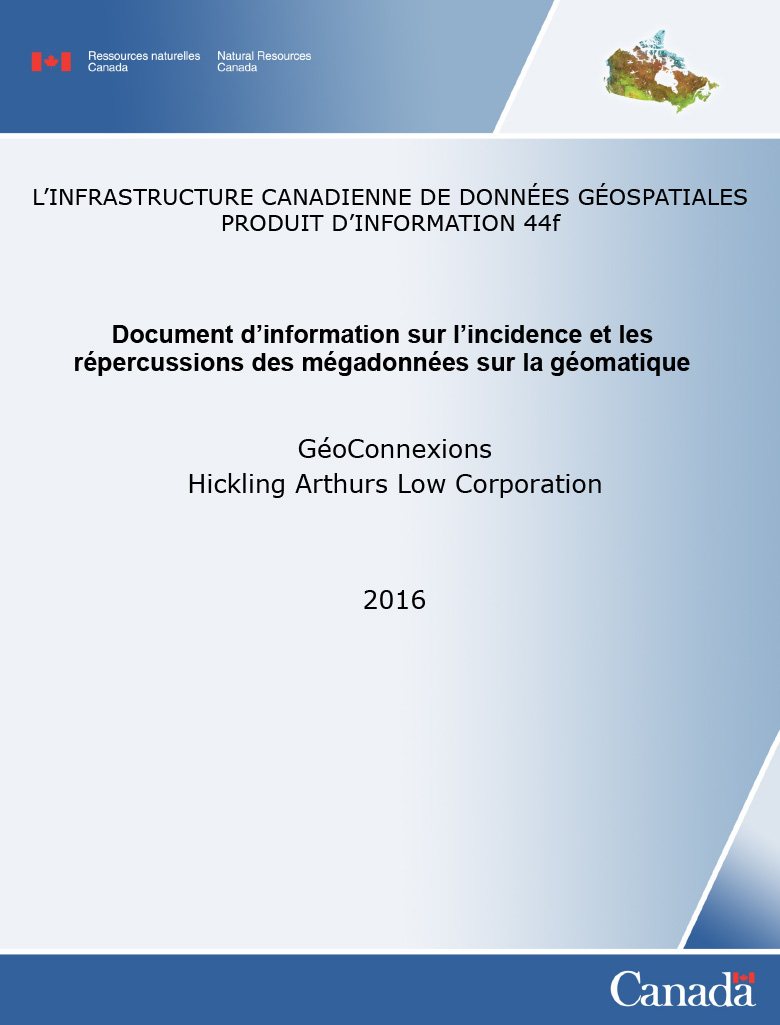 Ressources naturelles
Canada
Natural Resources
Canada
L’INFRASTRUCTURE CANADIENNE DE DONNÉES GÉOSPATIALES
PRODUIT D’INFORMATION 44f
Document d’information sur l’incidence et les
répercussions des mégadonnées sur la géomatique
GéoConnexions
Hickling Arthurs Low Corporation
2016
Canada